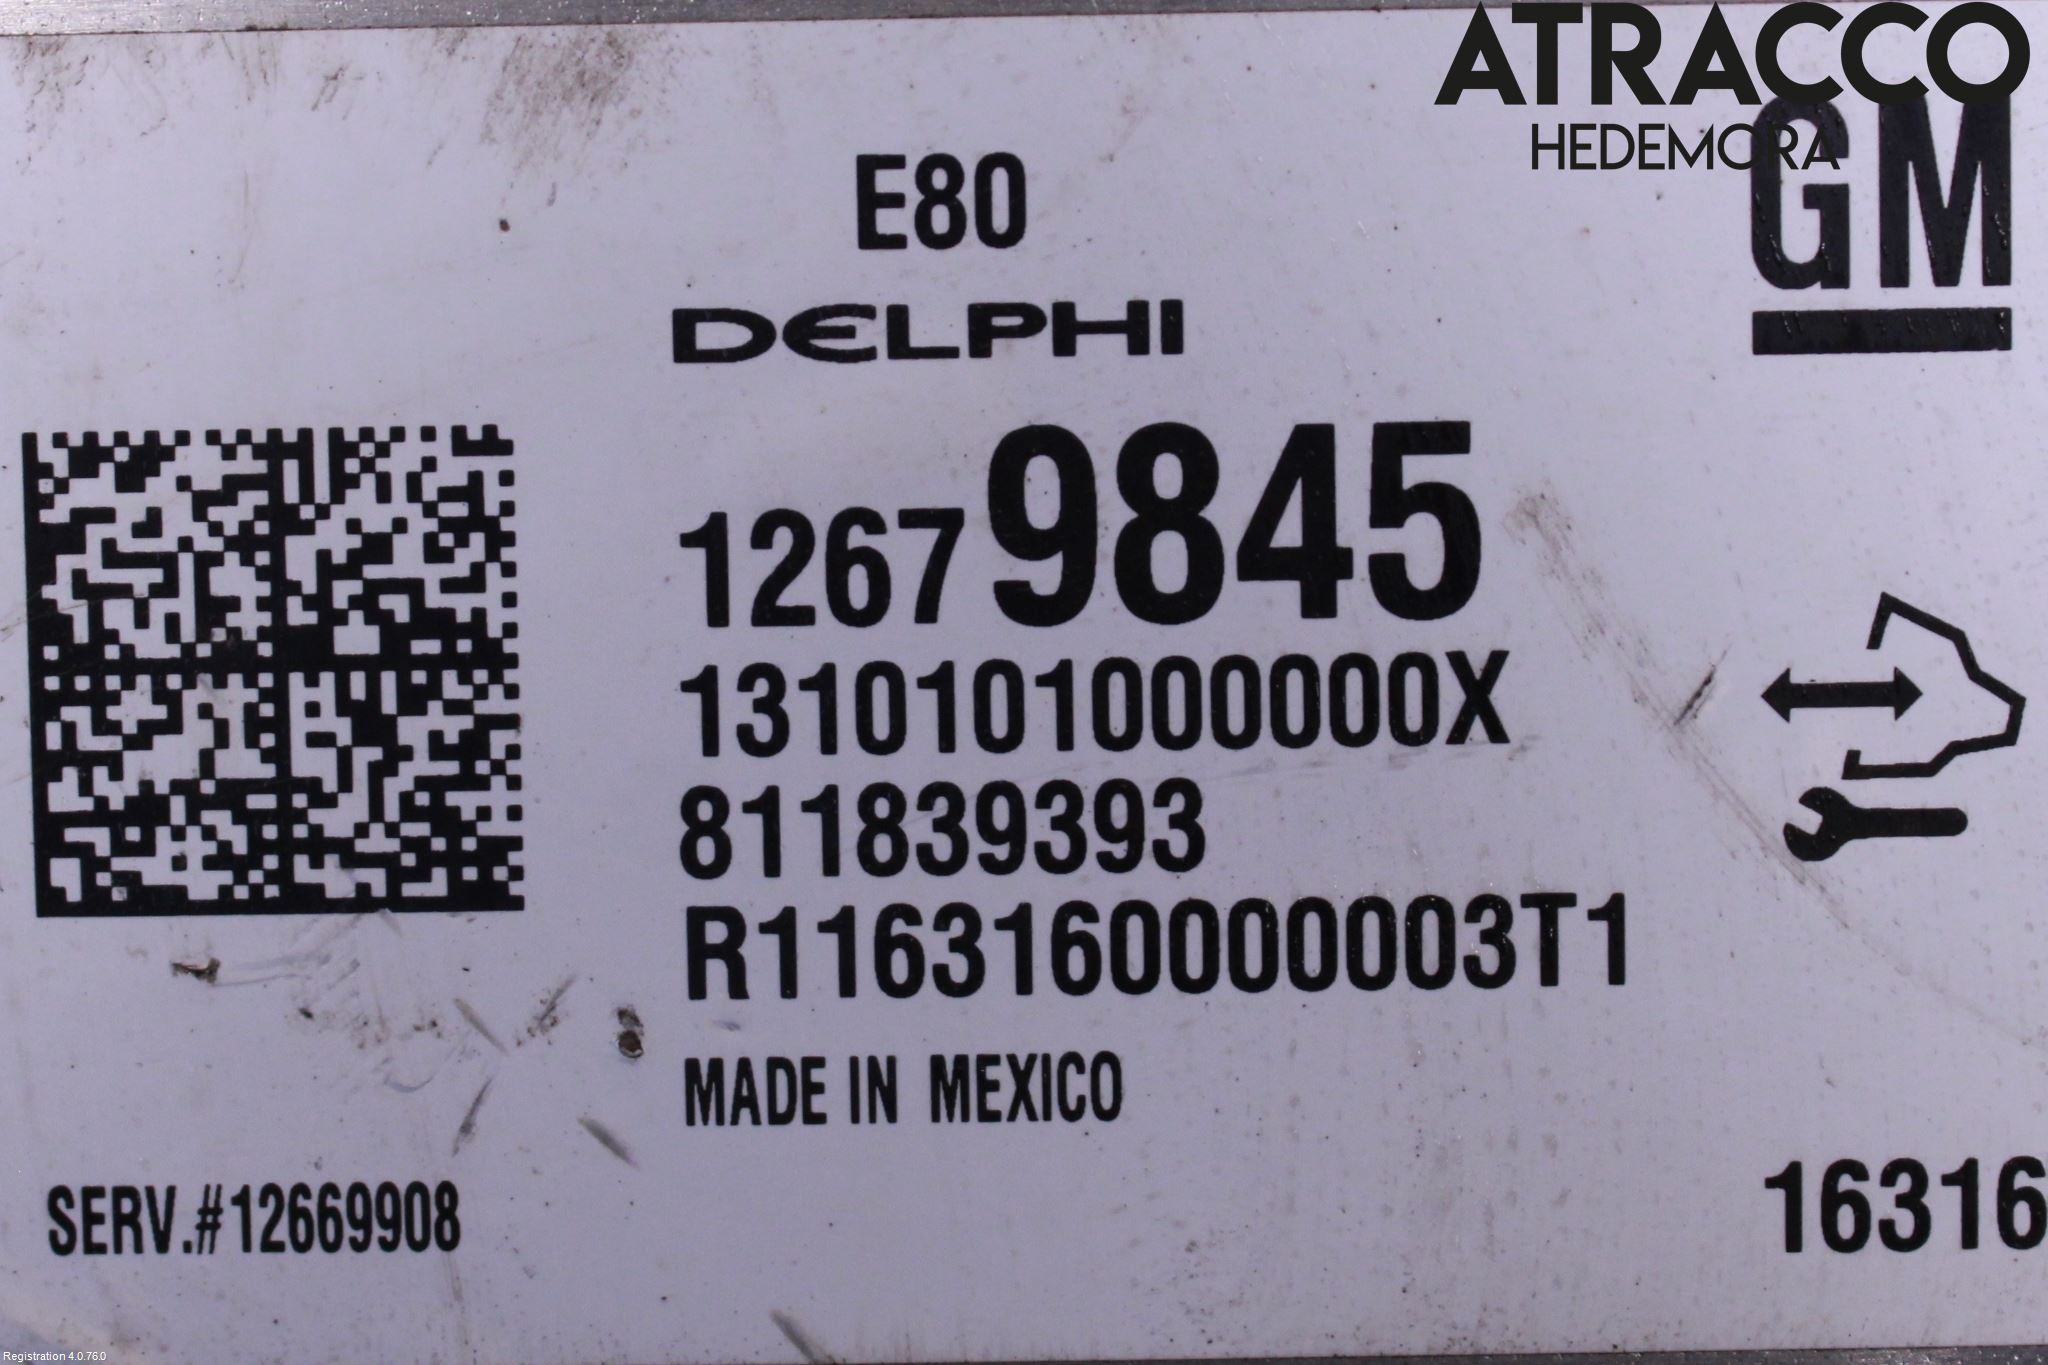 ATRACCO
HEDEMORA
GM
E80
DELPHI
12679845
1310101000000X
811839393
R1163160000003T1
MADE IN MEXICO
SERV.#12669908
16316
Registration 4.0.76.0